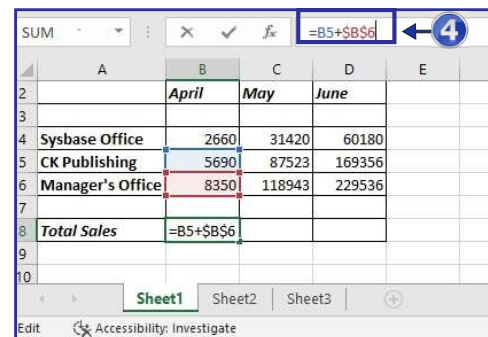 SUM =B5+$B$6 4
A B C D E
2 April May June
3
4 Sysbase Office 2660 31420 60180
5 CK Publishing 5690 87523 169356
6 Manager's Office 8350 118943 229536
7
8 Total Sales =B5+$B$6
9
10
Sheet1 Sheet2 Sheet3
Edit Accessibility: Investigate